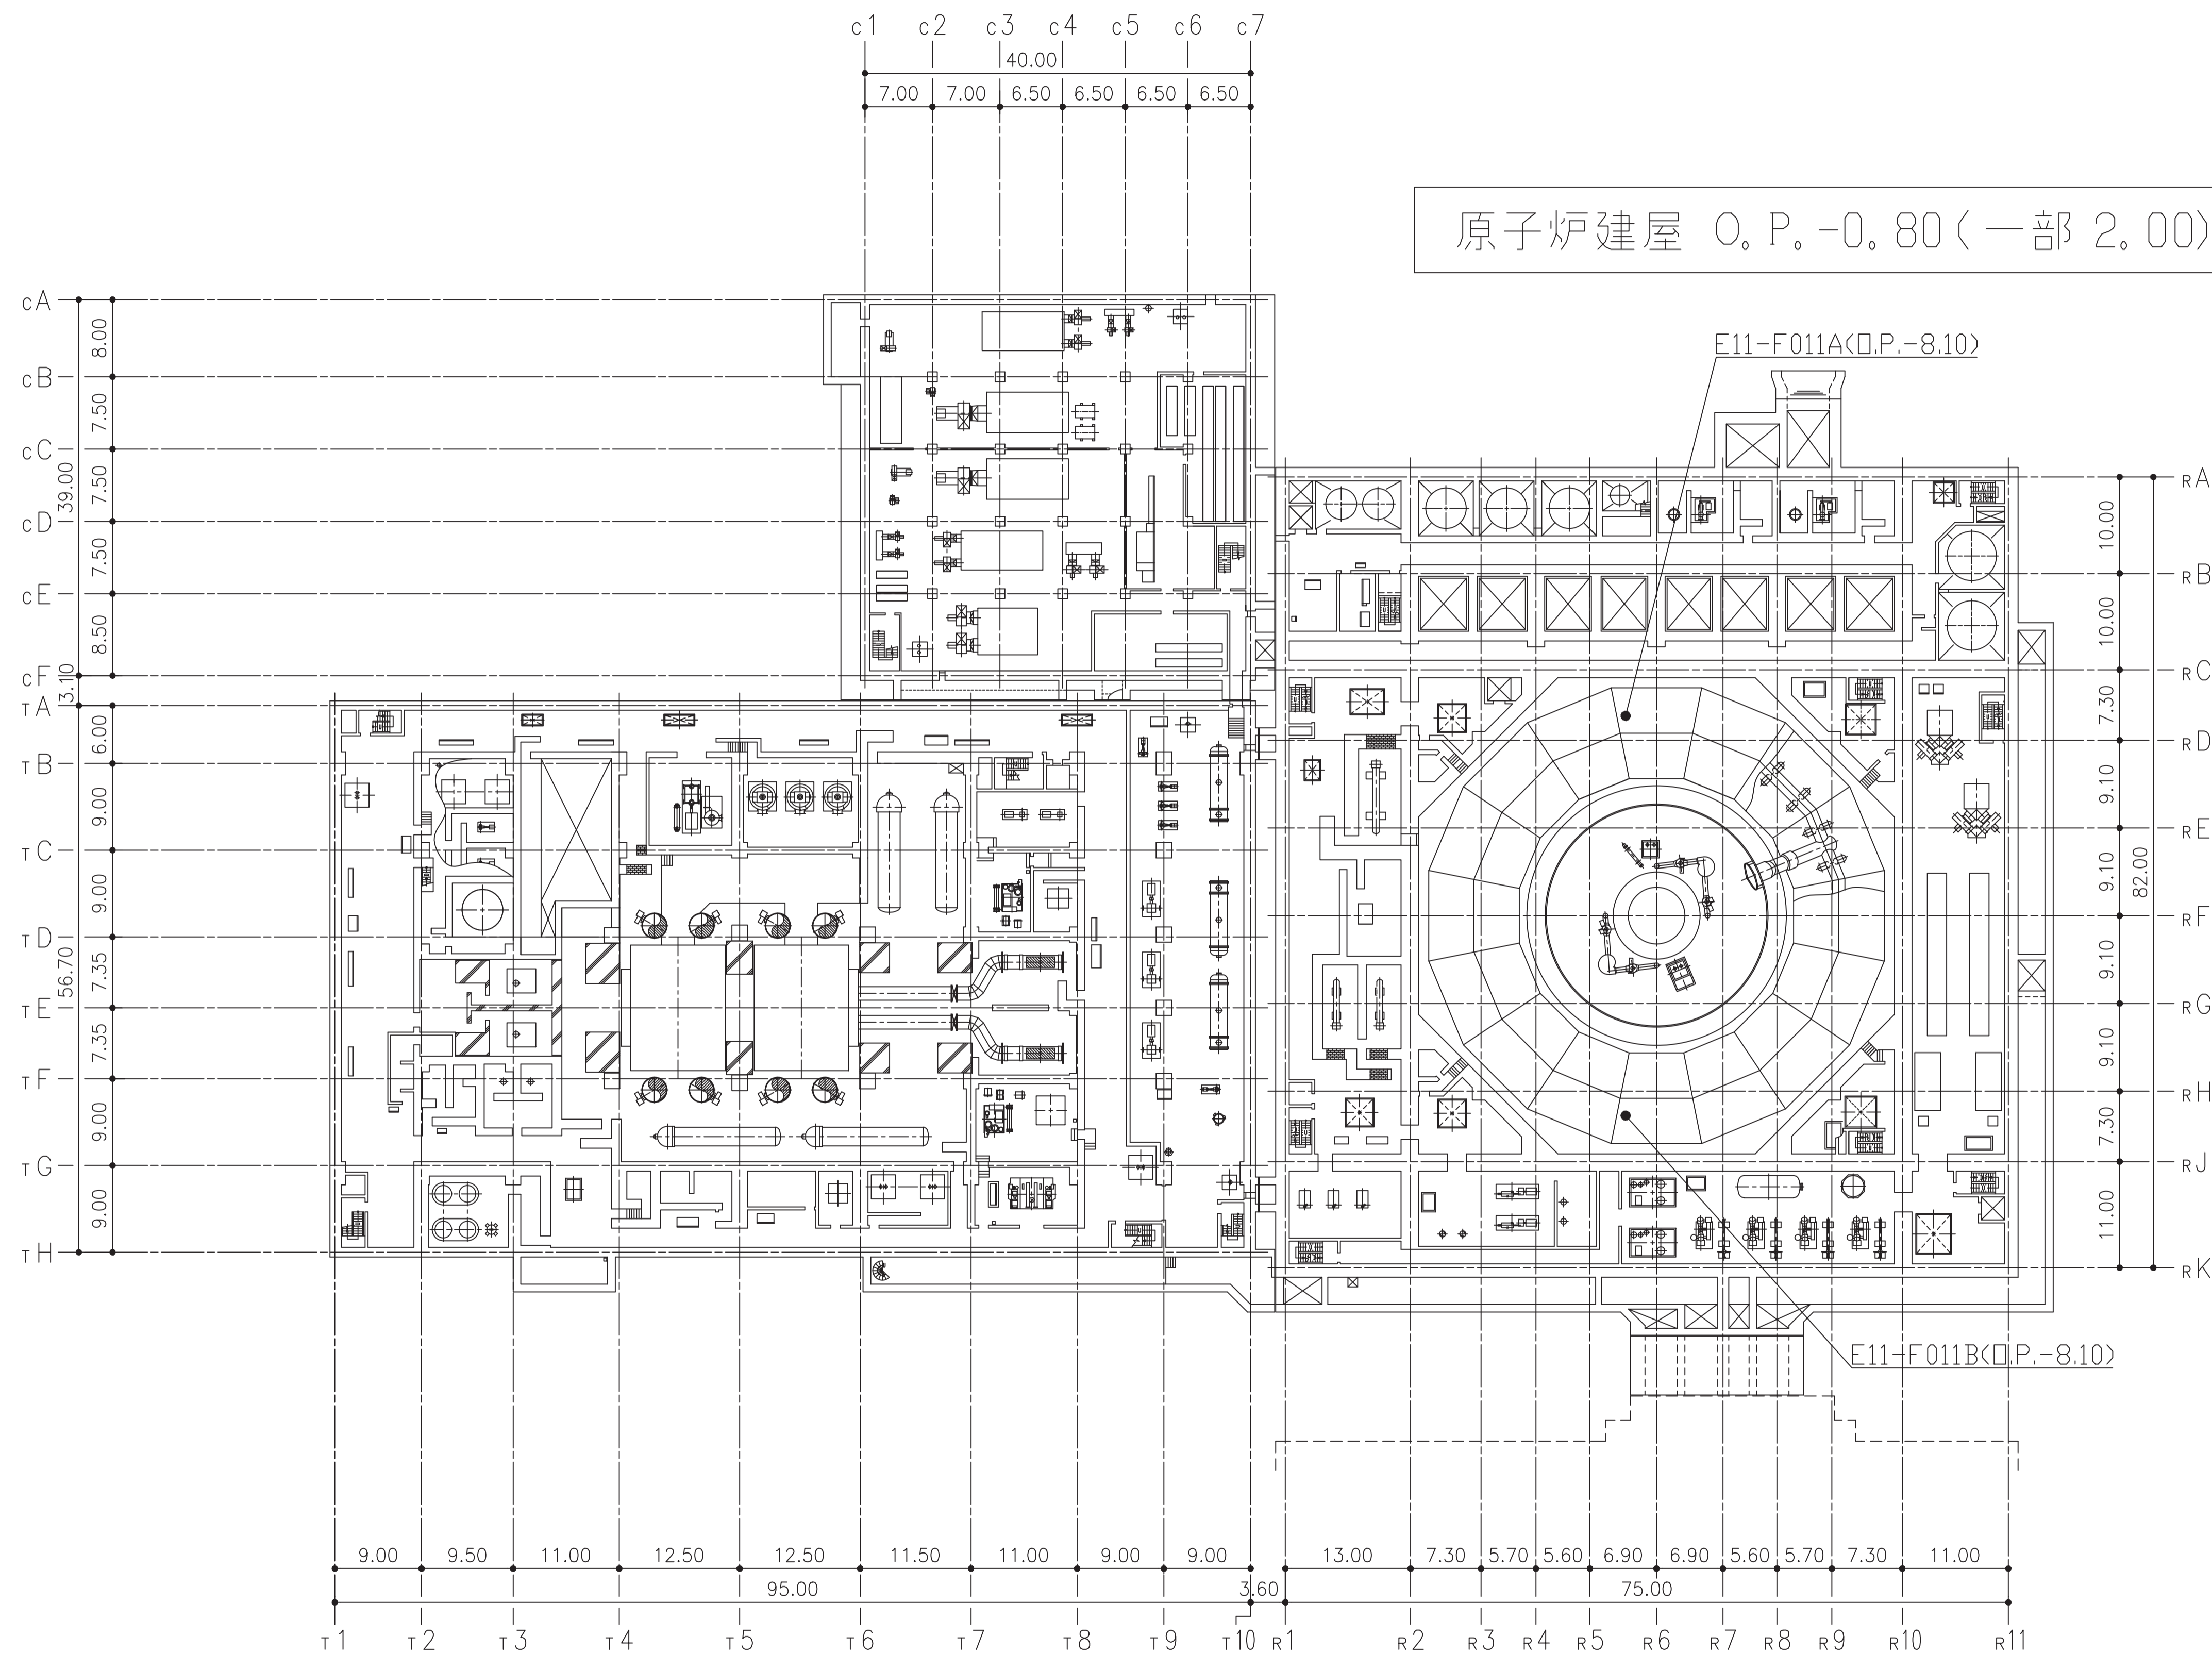 c1 c2 c3 c4 c5 c6 c7
40.00
7.00 7.00 6.50 6.50 6.50 6.50
原子炉建屋 O.P.-0.80(一部 2.00)
E11-F011A(O.P.-8.10)
cA
8.00
cB
7.50
cC
7.50
39.00
cD
7.50
cE
8.50
cF
3.10
TA
6.00
TB
9.00
TC
9.00
TD
7.35
56.70
TE
7.35
TF
9.00
TG
9.00
TH
RA
10.00
RB
10.00
RC
7.30
RD
9.10
RE
9.10
82.00
RF
9.10
RG
9.10
RH
7.30
RJ
11.00
RK
E11-F011B(O.P.-8.10)
9.00 9.50 11.00 12.50 12.50 11.50 11.00 9.00 9.00 13.00 7.30 5.70 5.60 6.90 6.90 5.60 5.70 7.30 11.00
95.00 3.60 75.00
T1 T2 T3 T4 T5 T6 T7 T8 T9 T10 R1 R2 R3 R4 R5 R6 R7 R8 R9 R10 R11